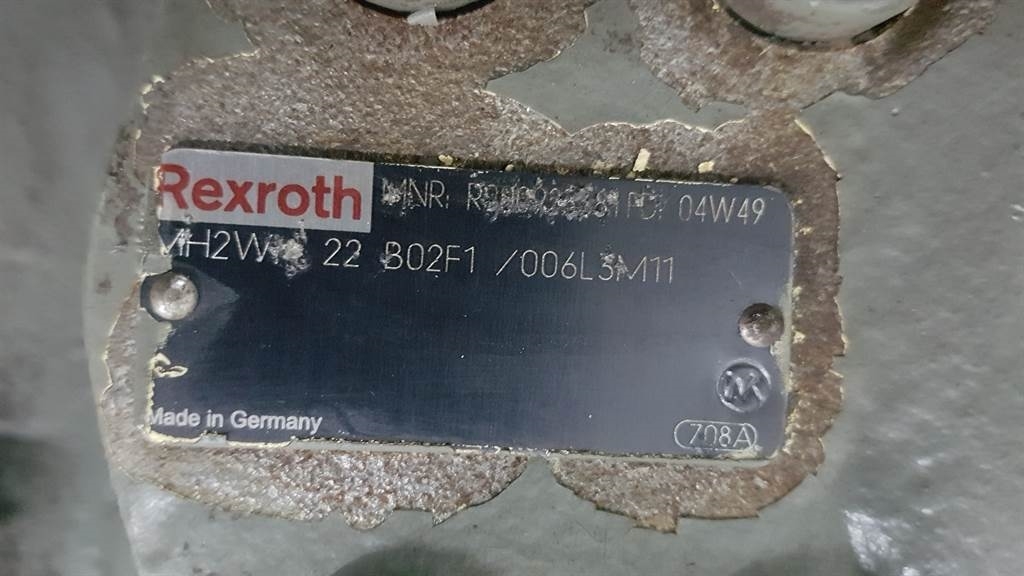 Rexroth MNR: FD: 04W49
22 B02F1 /006L3M11
Made in Germany
708A